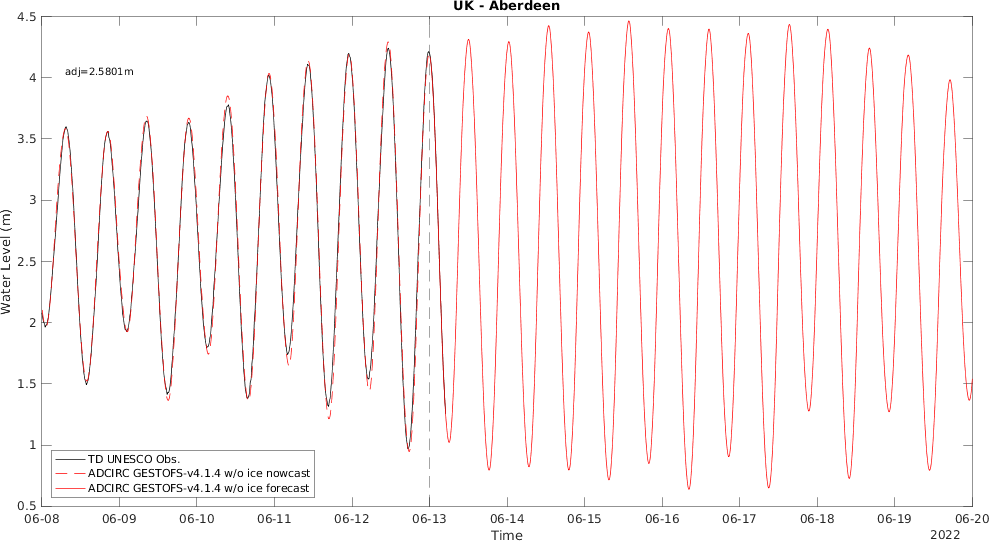 UK - Aberdeen
adj=2.5801m
4.5
4
3.5
3
2.5
2
1.5
1
0.5
Water Level (m)
TD UNESCO Obs.
ADCIRC GESTOFS-v4.1.4 w/o ice nowcast
ADCIRC GESTOFS-v4.1.4 w/o ice forecast
06-08 06-09 06-10 06-11 06-12 06-13 06-14 06-15 06-16 06-17 06-18 06-19 06-20
Time
2022